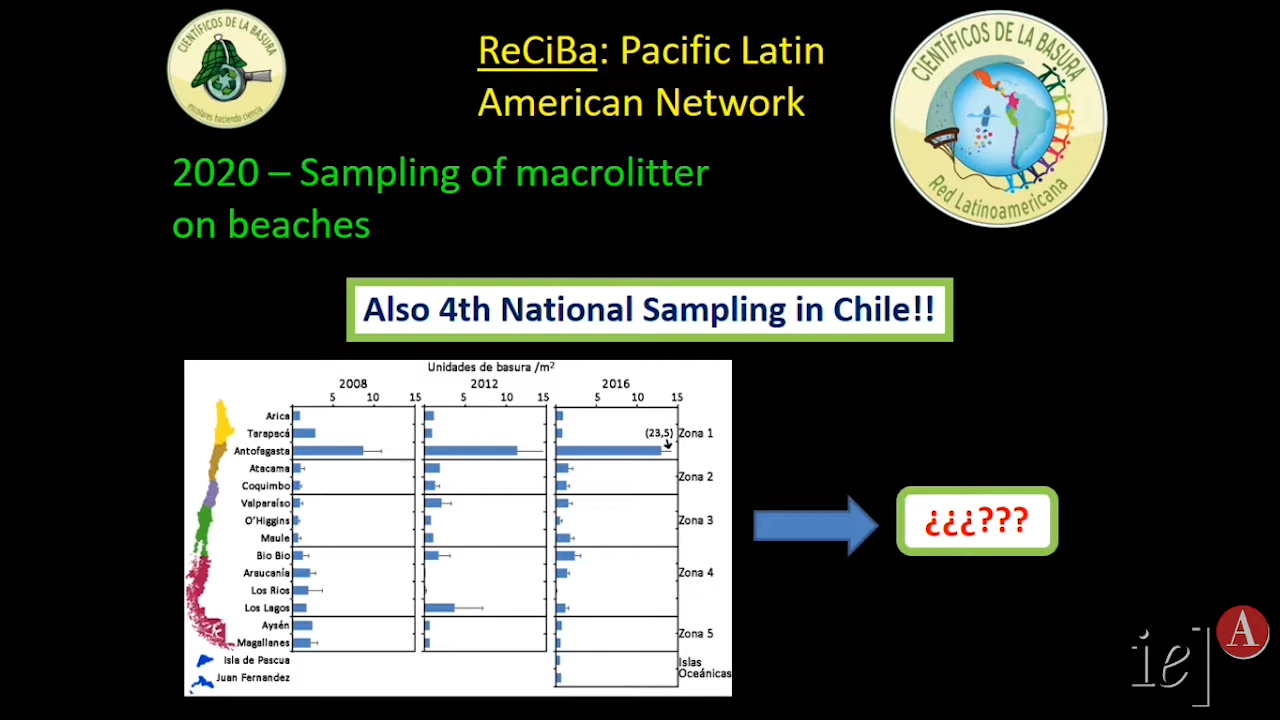 CIENTÍFICOS DE LA BASURA
escolares haciendo ciencia
ReCiBa: Pacific Latin
American Network
CIENTÍFICOS DE LA BASURA
Red Latinoamericana
2020 – Sampling of macrolitter
on beaches
Also 4th National Sampling in Chile!!
Unidades de basura /m²
2008 2012 2016
5 10 15 5 10 15 5 10 15
Arica
Tarapacá (23,5) Zona 1
Antofagasta
Atacama
Zona 2
Coquimbo
Valparaíso
O'Higgins Zona 3
Maule
Bio Bio
Araucanía Zona 4
Los Rios
Los Lagos
Aysén
Zona 5
Magallanes
Isla de Pascua Islas
Juan Fernandez Oceánicas
¿¿¿???
ie] A